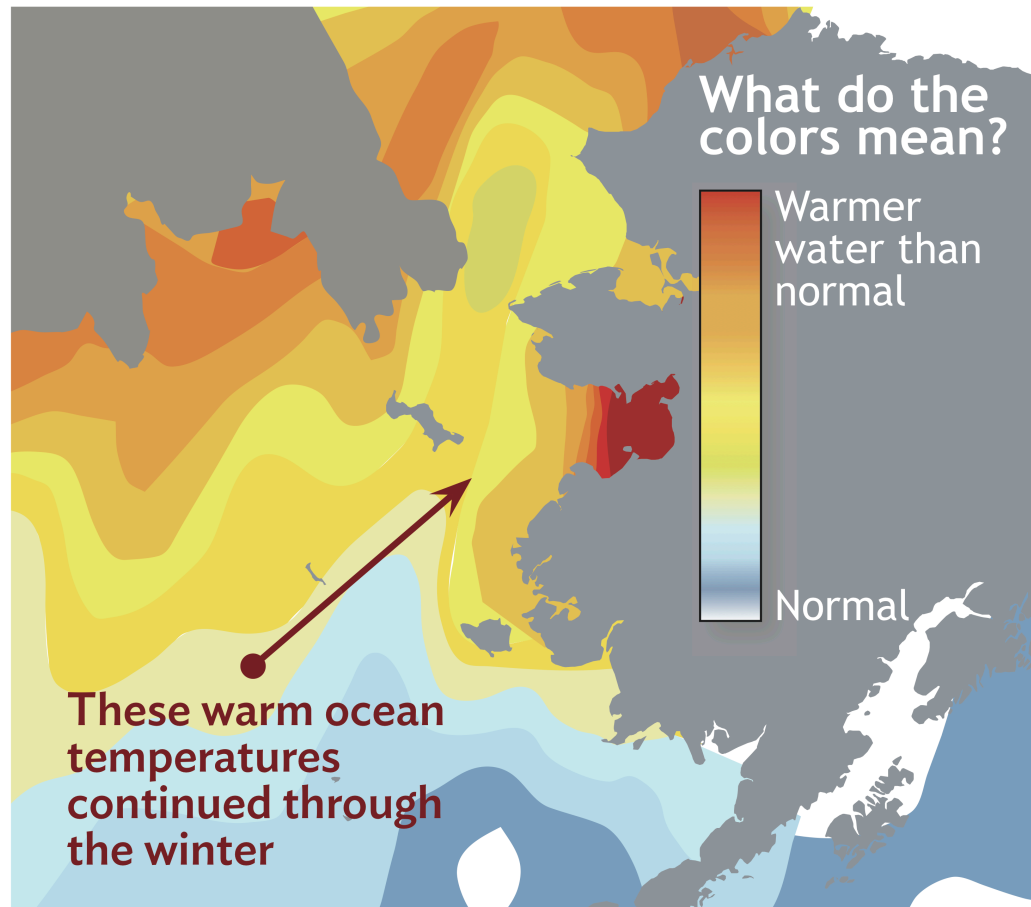 What do the
colors mean?
Warmer
water than
normal
Normal
These warm ocean
temperatures
continued through
the winter